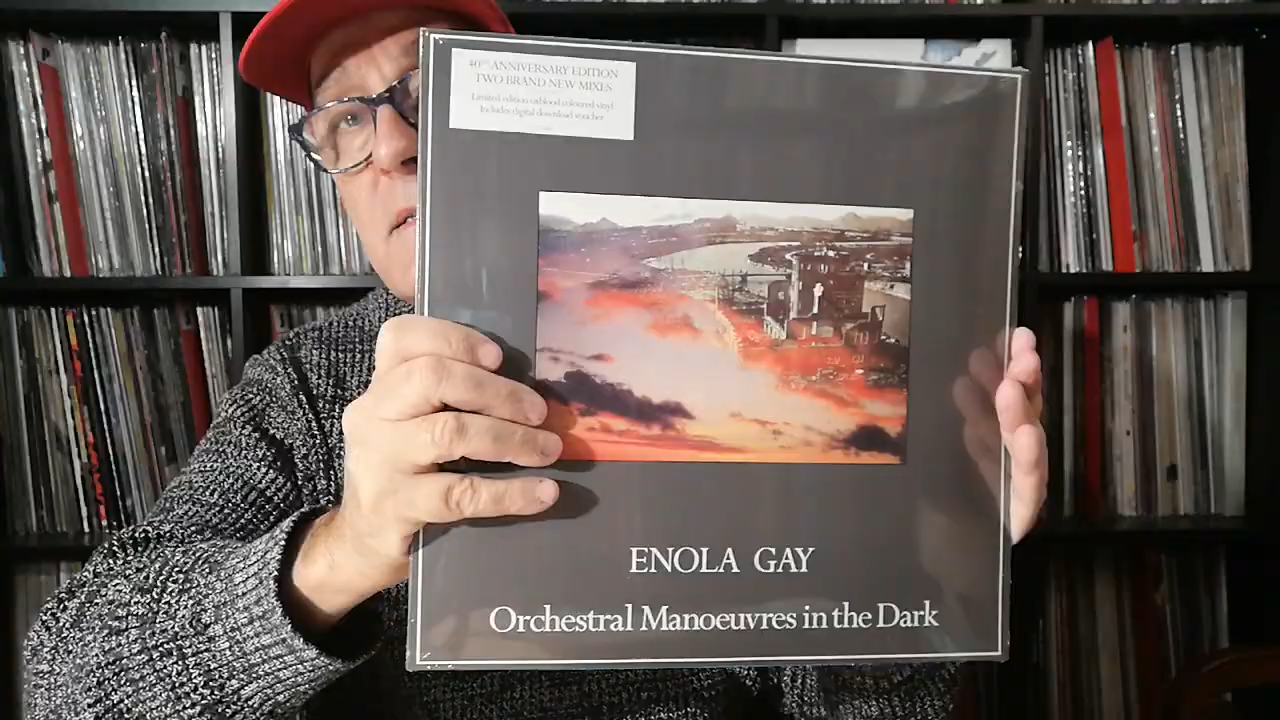 40TH ANNIVERSARY EDITION
TWO BRAND NEW MIXES
Limited edition oxblood coloured vinyl
Includes digital download voucher
ENOLA GAY
Orchestral Manoeuvres in the Dark